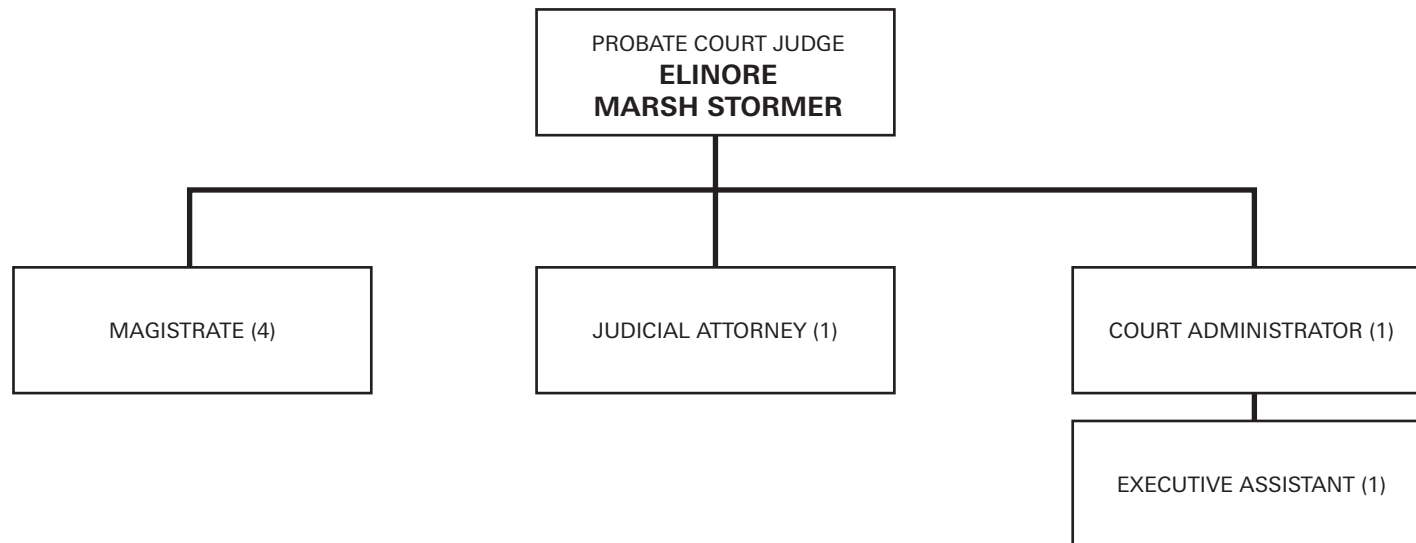 PROBATE COURT JUDGE
ELINORE
MARSH STORMER
MAGISTRATE (4)
JUDICIAL ATTORNEY (1)
COURT ADMINISTRATOR (1)
EXECUTIVE ASSISTANT (1)